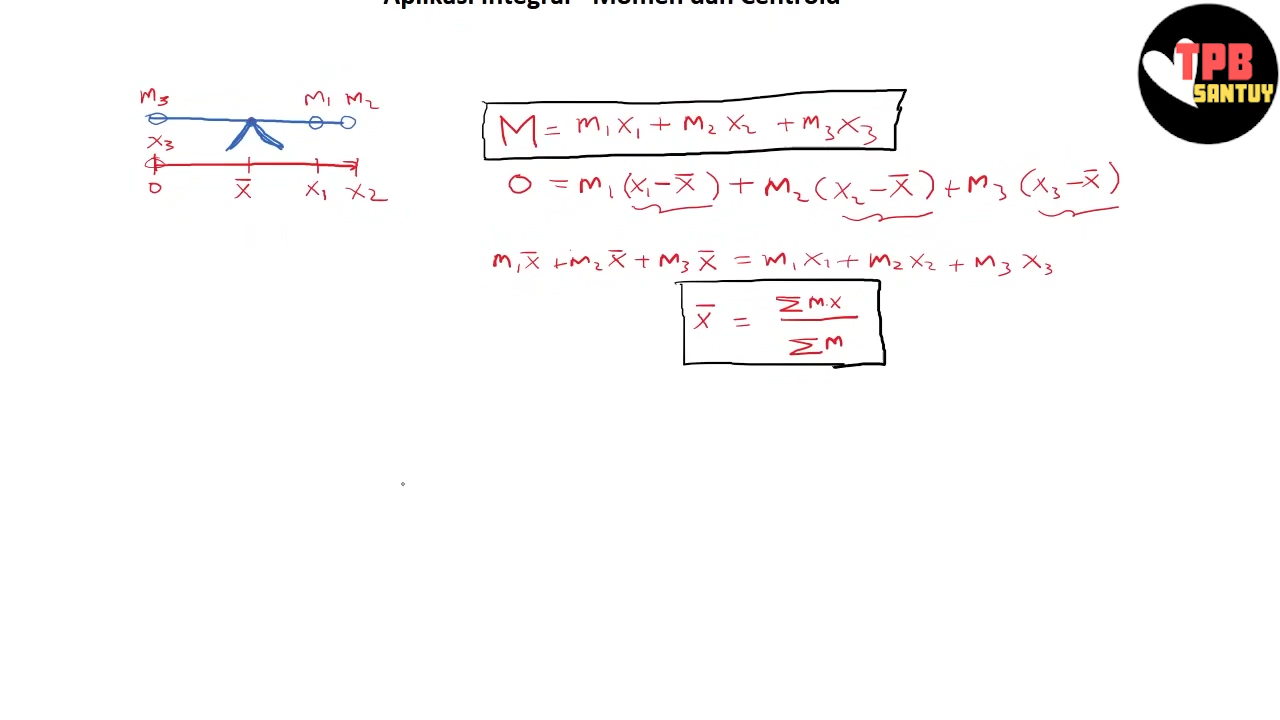 Aplikasi Integral - Momen dan Centroid
TPB
SANTUY
m₃ m₁ m₂
x₃
0 x̄ x₁ x₂
M = m₁x₁ + m₂x₂ + m₃x₃
0 = m₁(x₁-x̄) + m₂(x₂-x̄) + m₃(x₃-x̄)
m₁x̄ + m₂x̄ + m₃x̄ = m₁x₁ + m₂x₂ + m₃x₃
x̄ = Σm.x
Σm